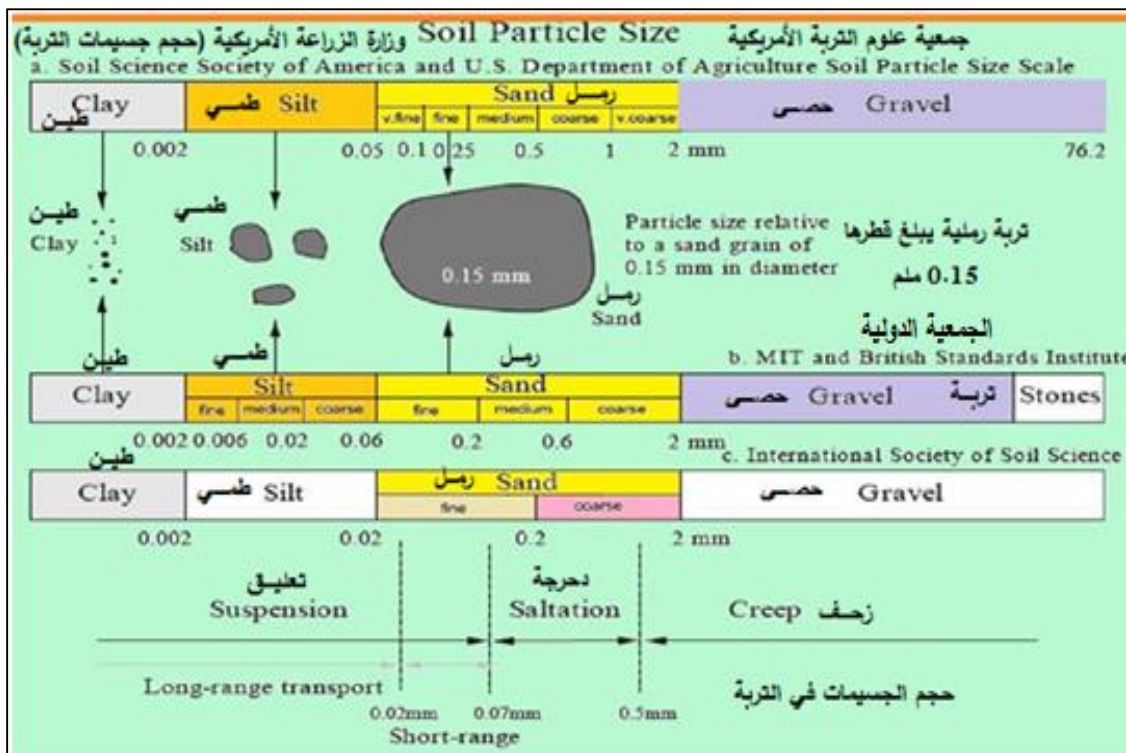 وزارة الزراعة الأمريكية (حجم جسيمات التربة) Soil Particle Size جمعية علوم التربة الأمريكية
a. Soil Science Society of America and U.S. Department of Agriculture Soil Particle Size Scale
Clay طين
طمي Silt
Sand رمل
v.fine fine medium coarse v.coarse
حصى Gravel
0.002 0.05 0.1 0.25 0.5 1 2 mm 76.2
طين
Clay
طمي
Silt
0.15 mm
رمل
Sand
Particle size relative
to a sand grain of
0.15 mm in diameter
تربة رملية يبلغ قطرها
0.15 ملم
الجمعية الدولية
b. MIT and British Standards Institute
طين
Clay
طمي
Silt
fine medium coarse
رمل
Sand
fine medium coarse
حصى Gravel تربة
Stones
0.002 0.006 0.02 0.06 0.2 0.6 2 mm
c. International Society of Soil Science
طين
Clay
طمي Silt
رمل Sand
fine coarse
حصى Gravel
0.002 0.02 0.2 2 mm
تعليق
Suspension
دحرجة
Saltation
Creep زحف
Long-range transport
0.02mm 0.07mm 0.5mm
Short-range
حجم الجسيمات في التربة